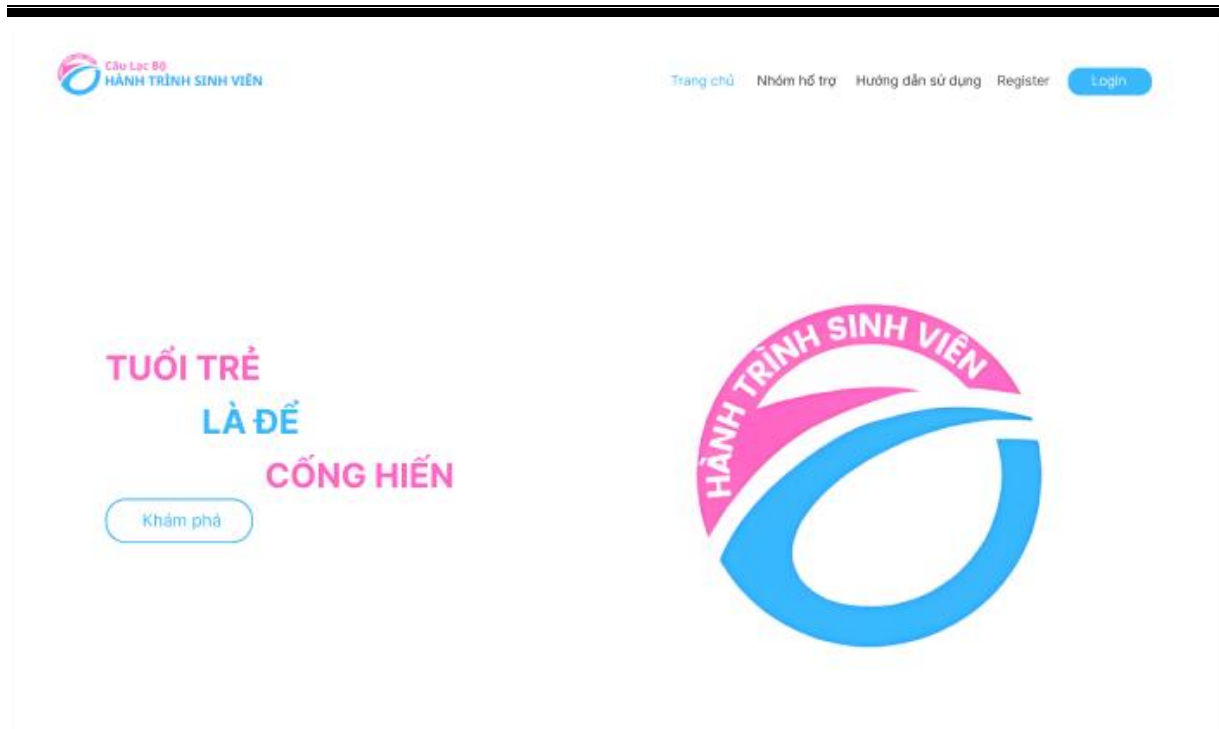 Câu Lạc Bộ
HÀNH TRÌNH SINH VIÊN
Trang chủ Nhóm hổ trợ Hướng dẫn sử dụng Register Login
TUỔI TRẺ
LÀ ĐỂ
CỐNG HIẾN
Khám phá
HÀNH TRÌNH SINH VIÊN